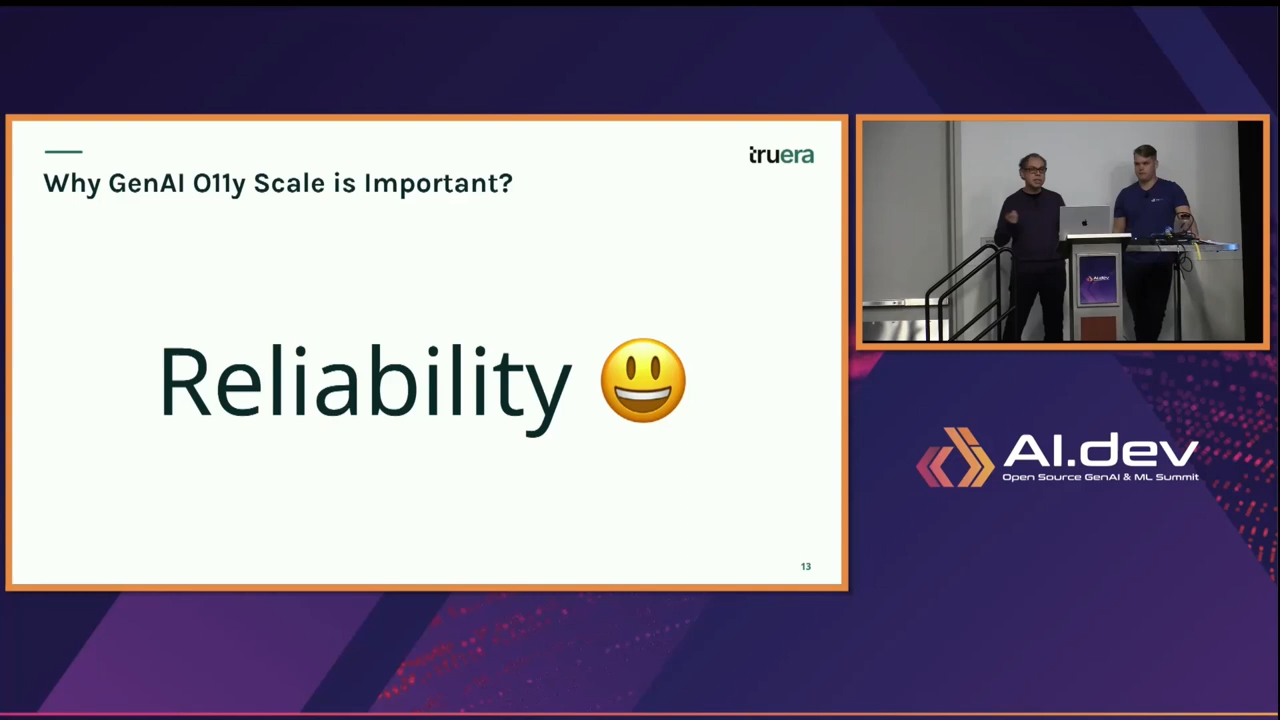 truera
Why GenAI O11y Scale is Important?
Reliability 😃
13
AI.dev
Open Source GenAI & ML Summit